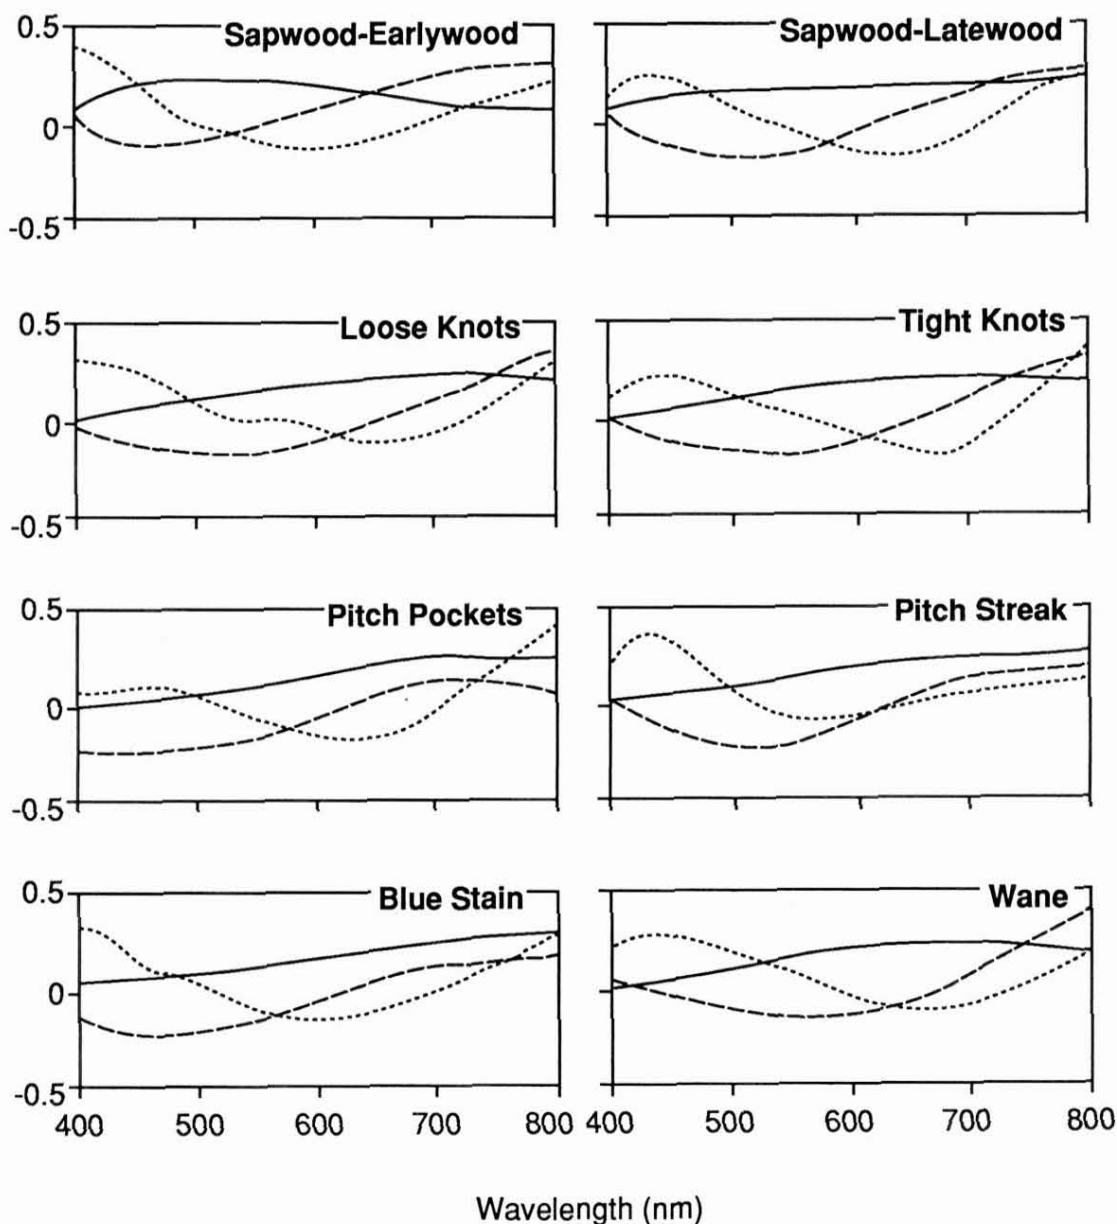 0.5
Sapwood-Earlywood
Sapwood-Latewood
0
-0.5
0.5
Loose Knots
Tight Knots
0
-0.5
0.5
Pitch Pockets
Pitch Streak
0
-0.5
0.5
Blue Stain
Wane
0
-0.5
400 500 600 700 800 400 500 600 700 800
Wavelength (nm)